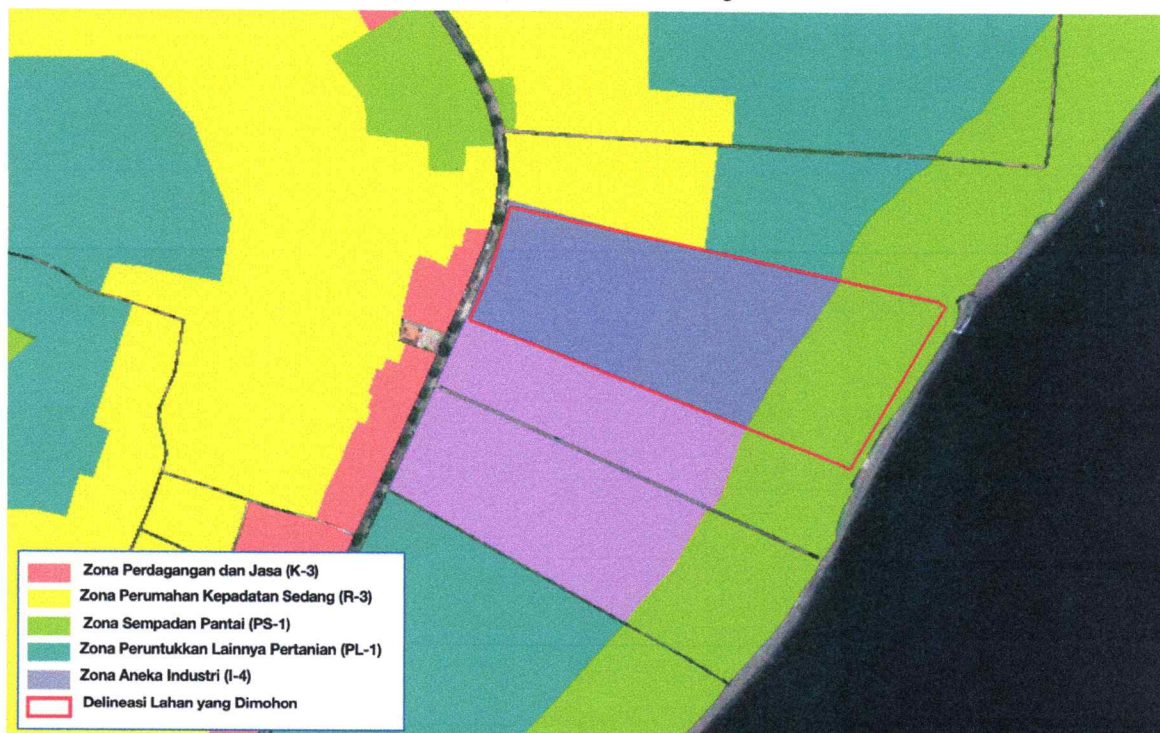 Zona Perdagangan dan Jasa (K-3)
Zona Perumahan Kepadatan Sedang (R-3)
Zona Sempadan Pantai (PS-1)
Zona Peruntukkan Lainnya Pertanian (PL-1)
Zona Aneka Industri (I-4)
Delineasi Lahan yang Dimohon